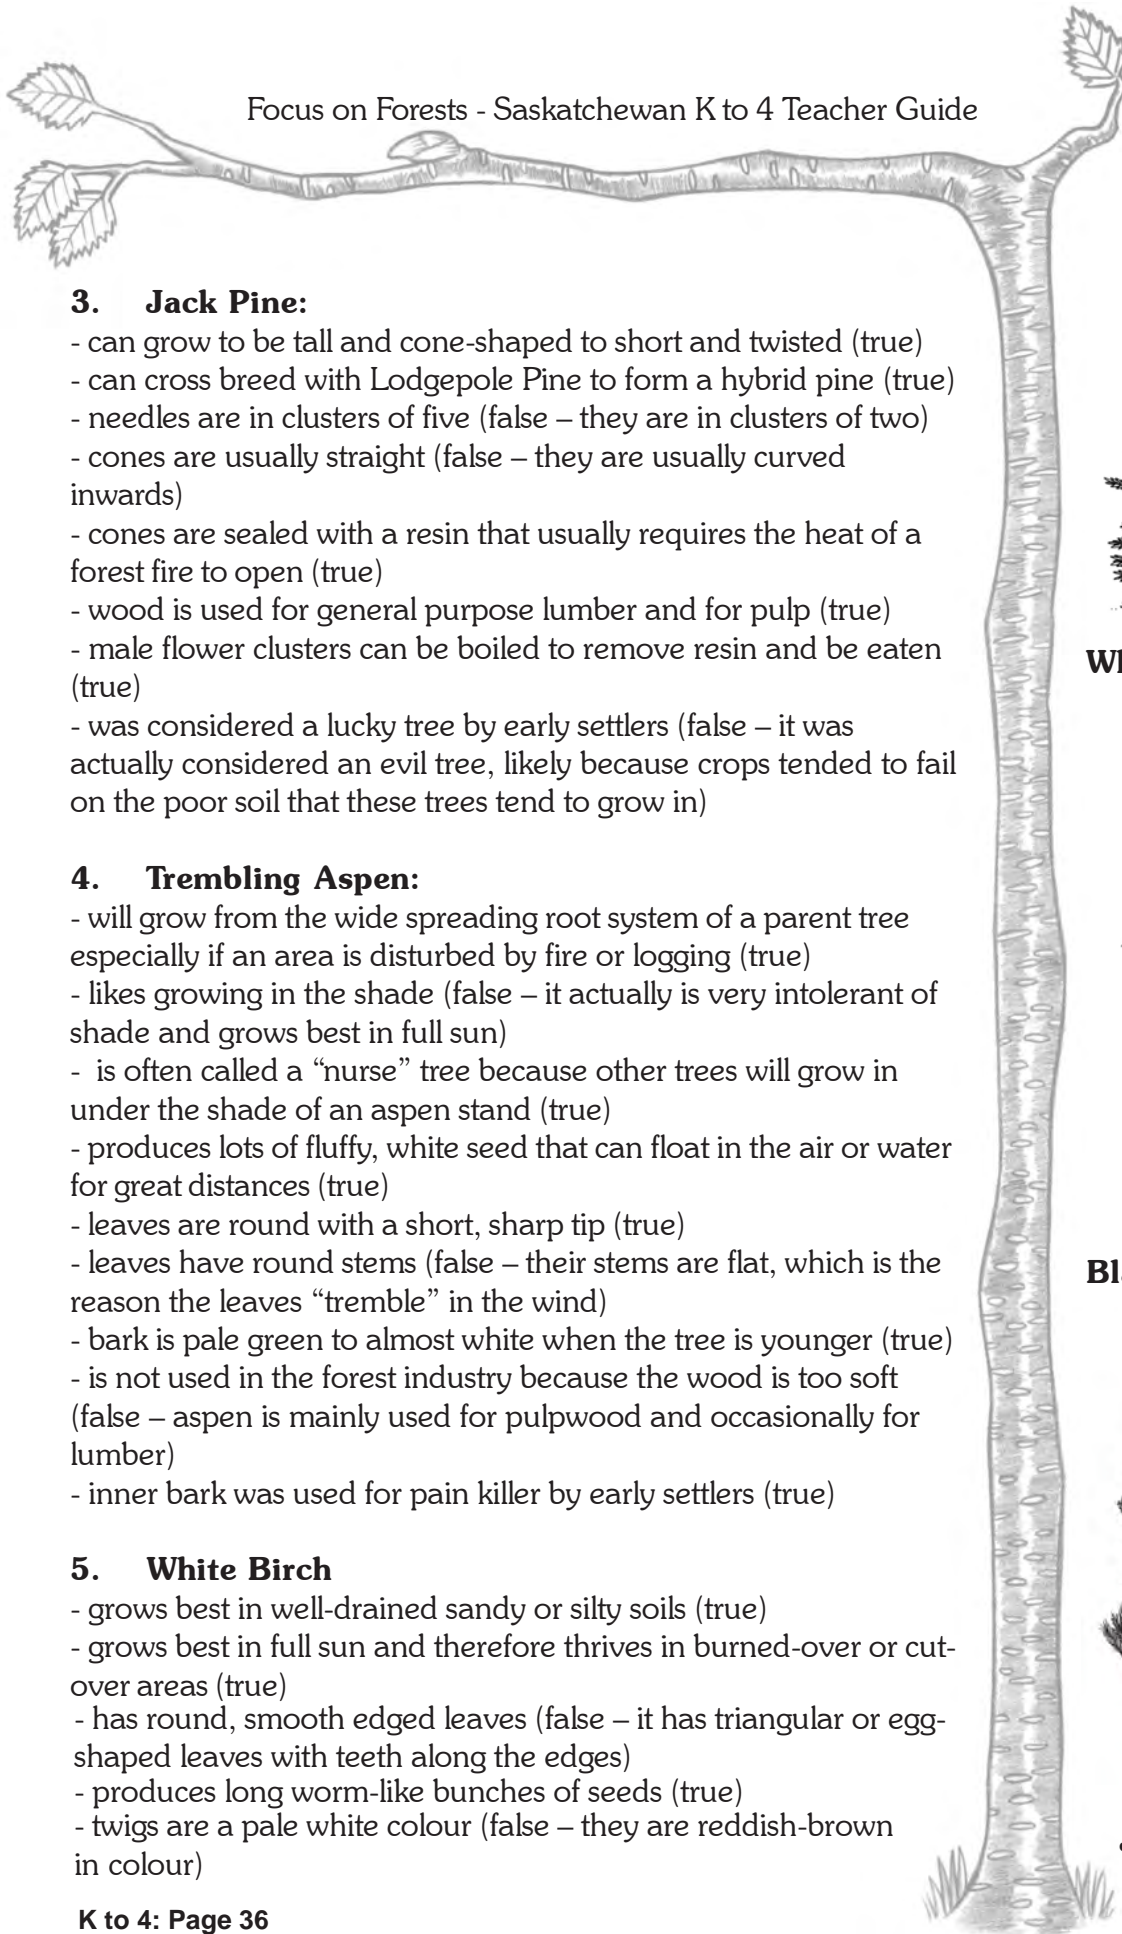 Focus on Forests - Saskatchewan K to 4 Teacher Guide
3. Jack Pine:
- can grow to be tall and cone-shaped to short and twisted (true)
- can cross breed with Lodgepole Pine to form a hybrid pine (true)
- needles are in clusters of five (false – they are in clusters of two)
- cones are usually straight (false – they are usually curved
inwards)
- cones are sealed with a resin that usually requires the heat of a
forest fire to open (true)
- wood is used for general purpose lumber and for pulp (true)
- male flower clusters can be boiled to remove resin and be eaten
(true)
- was considered a lucky tree by early settlers (false – it was
actually considered an evil tree, likely because crops tended to fail
on the poor soil that these trees tend to grow in)
4. Trembling Aspen:
- will grow from the wide spreading root system of a parent tree
especially if an area is disturbed by fire or logging (true)
- likes growing in the shade (false – it actually is very intolerant of
shade and grows best in full sun)
- is often called a “nurse” tree because other trees will grow in
under the shade of an aspen stand (true)
- produces lots of fluffy, white seed that can float in the air or water
for great distances (true)
- leaves are round with a short, sharp tip (true)
- leaves have round stems (false – their stems are flat, which is the
reason the leaves “tremble” in the wind)
- bark is pale green to almost white when the tree is younger (true)
- is not used in the forest industry because the wood is too soft
(false – aspen is mainly used for pulpwood and occasionally for
lumber)
- inner bark was used for pain killer by early settlers (true)
5. White Birch
- grows best in well-drained sandy or silty soils (true)
- grows best in full sun and therefore thrives in burned-over or cut-
over areas (true)
- has round, smooth edged leaves (false – it has triangular or egg-
shaped leaves with teeth along the edges)
- produces long worm-like bunches of seeds (true)
- twigs are a pale white colour (false – they are reddish-brown
in colour)
K to 4: Page 36